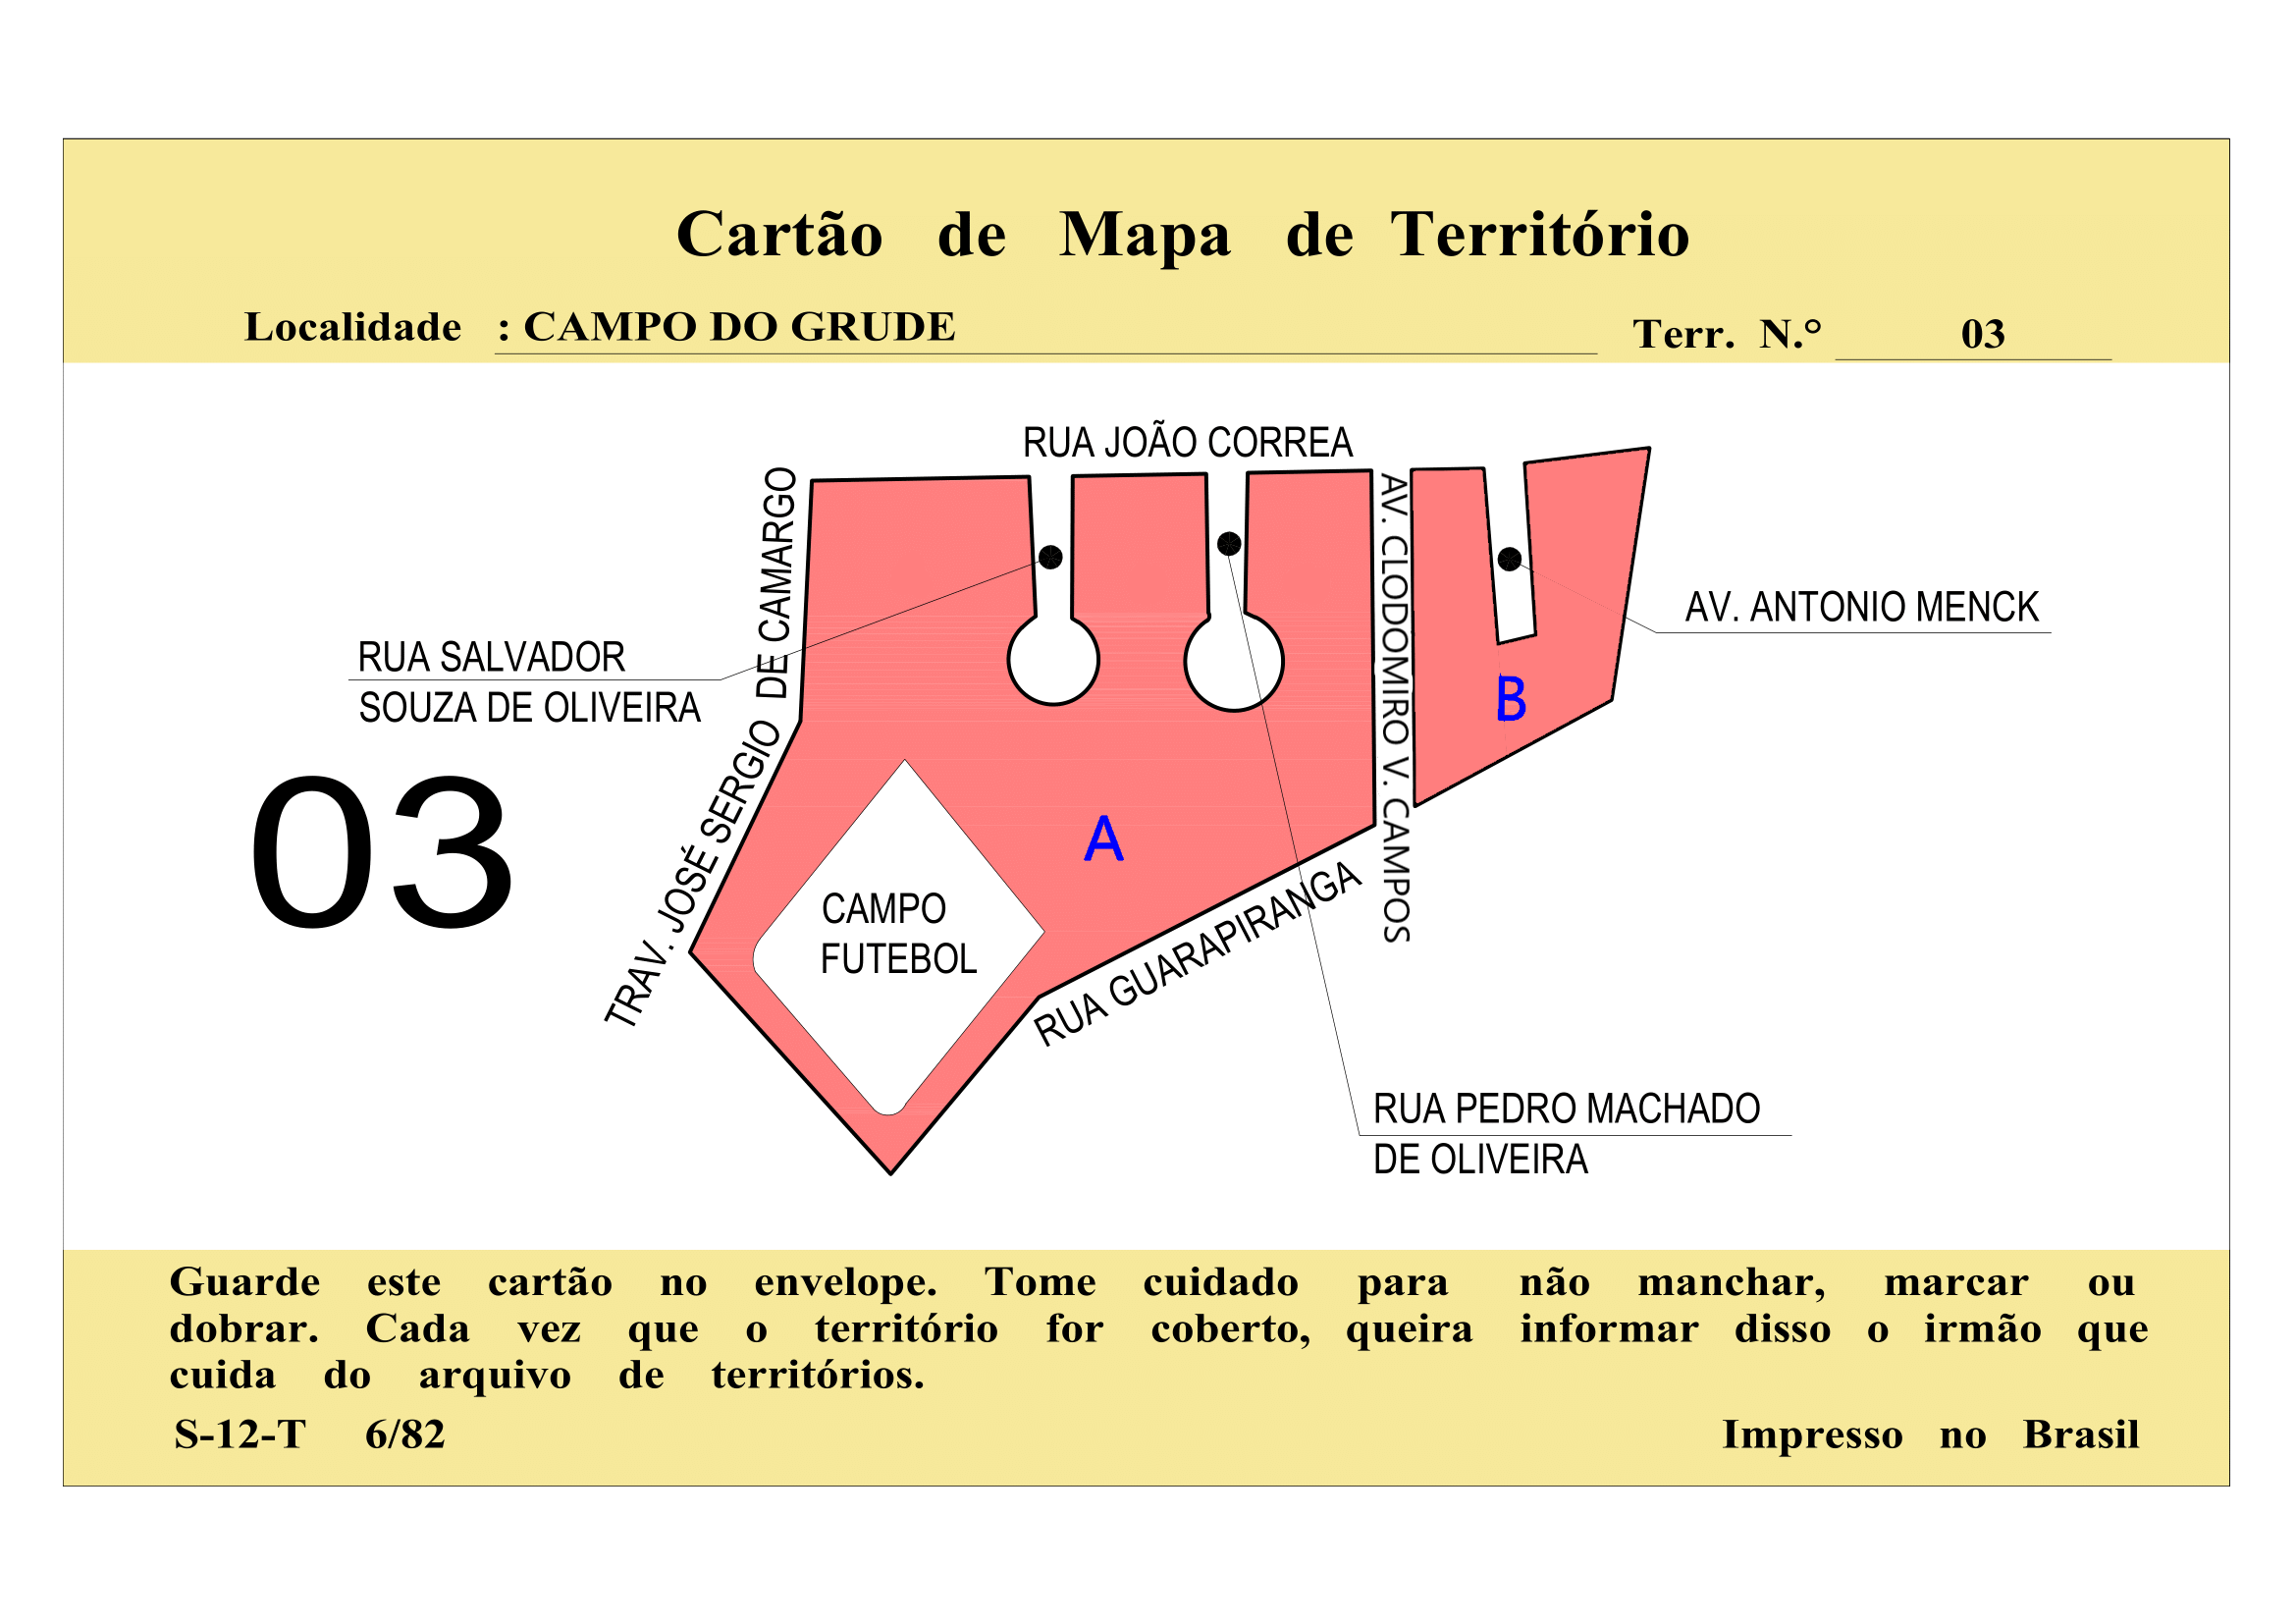 Cartão de Mapa de Território
Localidade : CAMPO DO GRUDE
Terr. N.° 03
RUA JOÃO CORREA
TRAV. JOSÉ SERGIO DE CAMARGO
AV. CLODOMIRO V. CAMPOS
AV. ANTONIO MENCK
RUA SALVADOR
SOUZA DE OLIVEIRA
B
03
A
CAMPO
FUTEBOL
RUA GUARAPIRANGA
RUA PEDRO MACHADO
DE OLIVEIRA
Guarde este cartão no envelope. Tome cuidado para não manchar, marcar ou
dobrar. Cada vez que o território for coberto, queira informar disso o irmão que
cuida do arquivo de territórios.
S-12-T 6/82
Impresso no Brasil